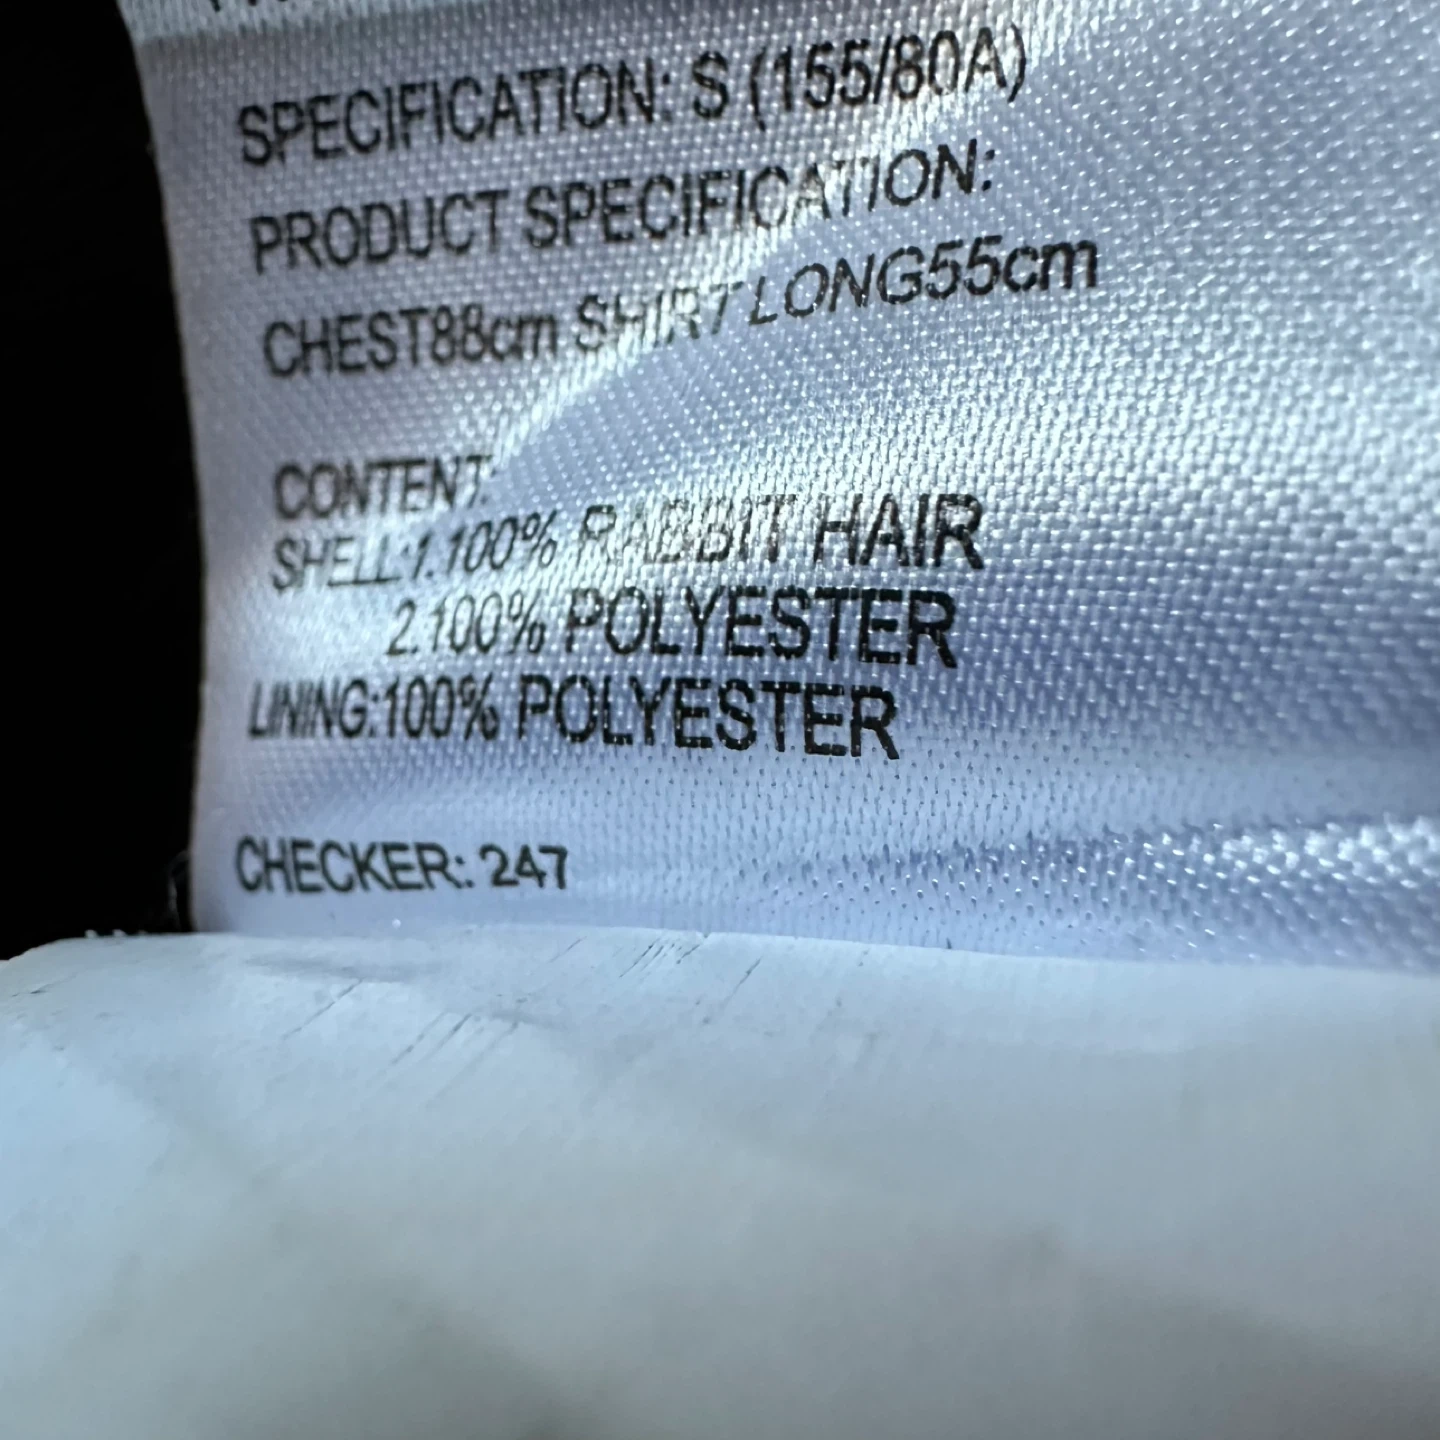 SPECIFICATION: S (155/80A)
PRODUCT SPECIFICATION:
CHEST88cm SHIRT LONG55cm
CONTENT:
SHELL:1.100% RABBIT HAIR
2.100% POLYESTER
LINING:100% POLYESTER
CHECKER: 247